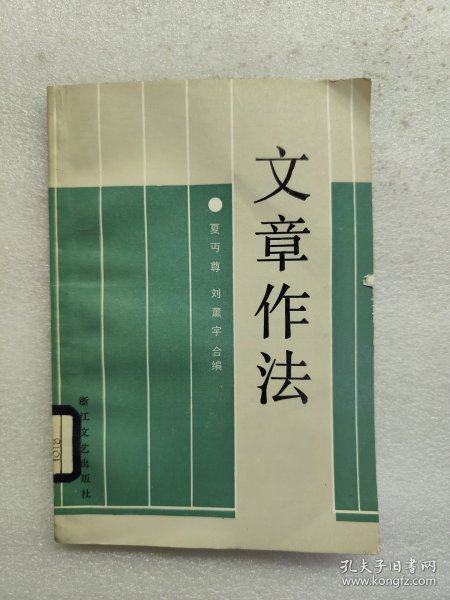 文章作法
夏丏尊 刘薰宇 合编
浙江文艺出版社
孔夫子旧书网
www.kongfz.com